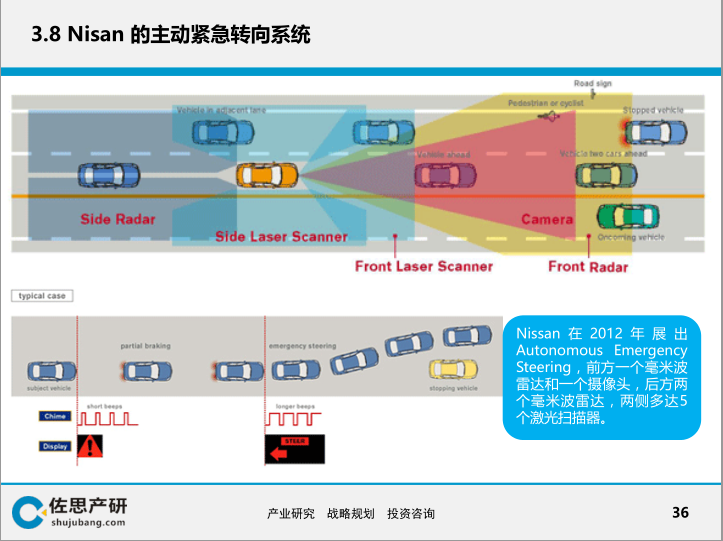 3.8 Nisan 的主动紧急转向系统
Road sign
Pedestrian or cyclist
Vehicle in adjacent lane
Stopped vehicle
Vehicle ahead
Vehicle two cars ahead
Side Radar
Camera
Side Laser Scanner
Oncoming vehicle
Front Laser Scanner
Front Radar
typical case
partial braking
emergency steering
subject vehicle
stopping vehicle
short beeps
longer beeps
Chime
Display
STEER
Nissan 在 2012 年 展 出
Autonomous Emergency
Steering，前方一个毫米波
雷达和一个摄像头，后方两
个毫米波雷达，两侧多达5
个激光扫描器。
佐思产研
shujubang.com
产业研究 战略规划 投资咨询
36